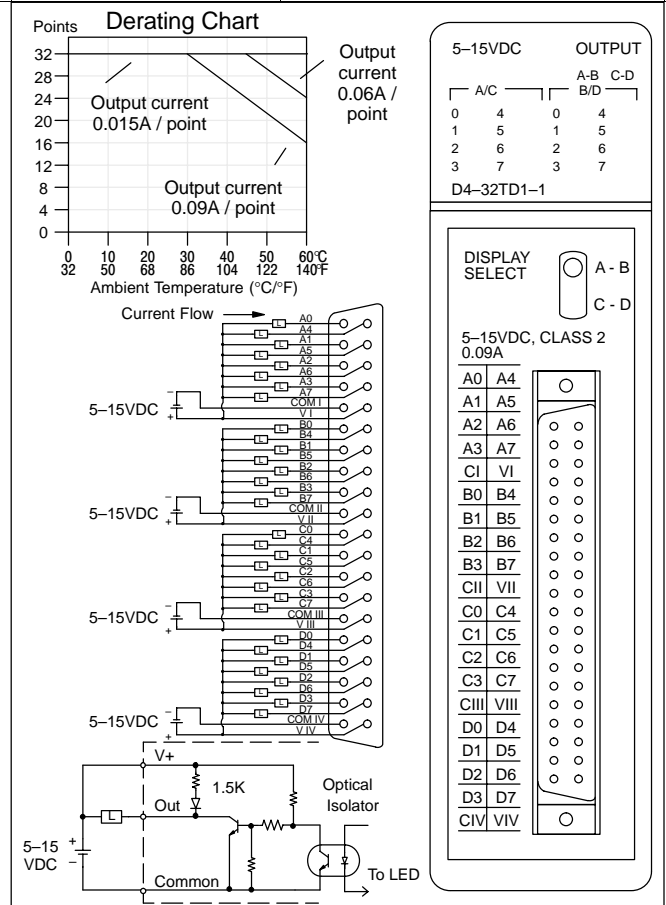 Derating Chart
Points
32
28
24
20
16
12
8
4
0
Output current
0.015A / point
Output current
0.09A / point
Output
current
0.06A /
point
0 10 20 30 40 50 60°C
32 50 68 86 104 122 140°F
Ambient Temperature (°C/°F)
Current Flow
L A0
L A4
L A1
L A5
L A2
L A6
L A3
L A7
COM I
V I
5–15VDC
–
+
L B0
L B4
L B1
L B5
L B2
L B6
L B3
L B7
COM II
V II
5–15VDC
–
+
L C0
L C4
L C1
L C5
L C2
L C6
L C3
L C7
COM III
V III
5–15VDC
–
+
L D0
L D4
L D1
L D5
L D2
L D6
L D3
L D7
COM IV
V IV
5–15VDC
–
+
V+
1.5K
Optical
Isolator
L
Out
5–15
VDC
+
–
Common
To LED
5–15VDC OUTPUT
A-B C-D
A/C B/D
0 4 0 4
1 5 1 5
2 6 2 6
3 7 3 7
D4–32TD1–1
DISPLAY
SELECT
A - B
C - D
5–15VDC, CLASS 2
0.09A
A0 A4
A1 A5
A2 A6
A3 A7
CI VI
B0 B4
B1 B5
B2 B6
B3 B7
CII VII
C0 C4
C1 C5
C2 C6
C3 C7
CIII VIII
D0 D4
D1 D5
D2 D6
D3 D7
CIV VIV